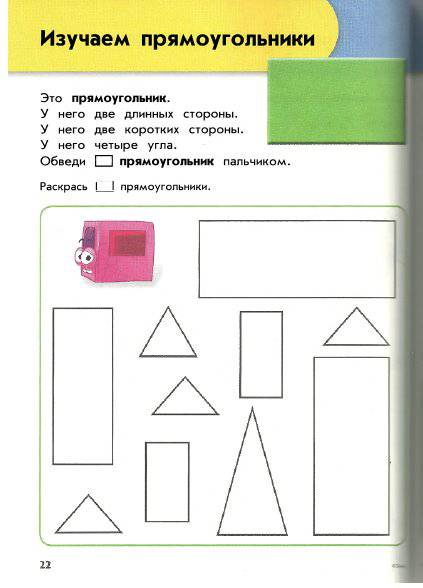 Изучаем прямоугольники
Это прямоугольник.
У него две длинных стороны.
У него две коротких стороны.
У него четыре угла.
Обведи прямоугольник пальчиком.
Раскрась прямоугольники.
22